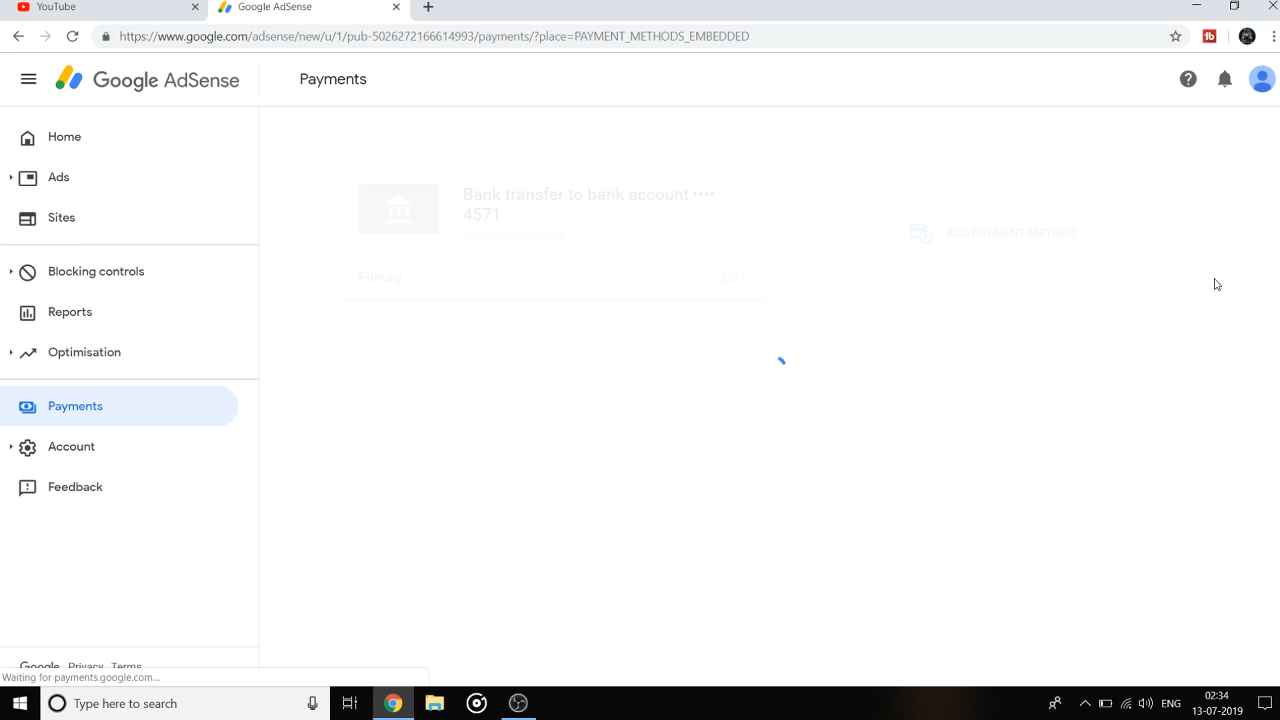 YouTube
Google AdSense
https://www.google.com/adsense/new/u/1/pub-5026272166614993/payments/?place=PAYMENT_METHODS_EMBEDDED
Google AdSense
Payments
Home
Ads
Sites
Blocking controls
Reports
Optimisation
Payments
Account
Feedback
Bank transfer to bank account ••••
4571
Primary
EDIT
ADD PAYMENT METHOD
Google Privacy Terms
Waiting for payments.google.com...
Type here to search
ENG
02:34
13-07-2019